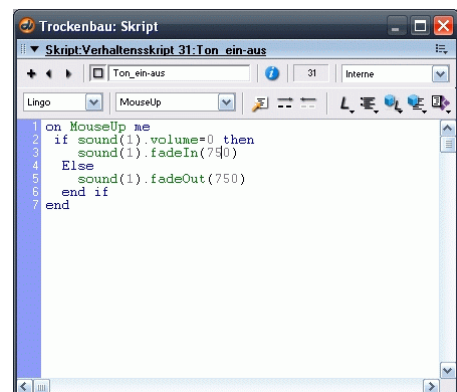 Trockenbau: Skript
Skript:Verhaltensskript 31:Ton_ein-aus
Ton_ein-aus 31 Interne
Lingo MouseUp
1 on MouseUp me
2 if sound(1).volume=0 then
3 sound(1).fadeIn(750)
4 Else
5 sound(1).fadeOut(750)
6 end if
7 end